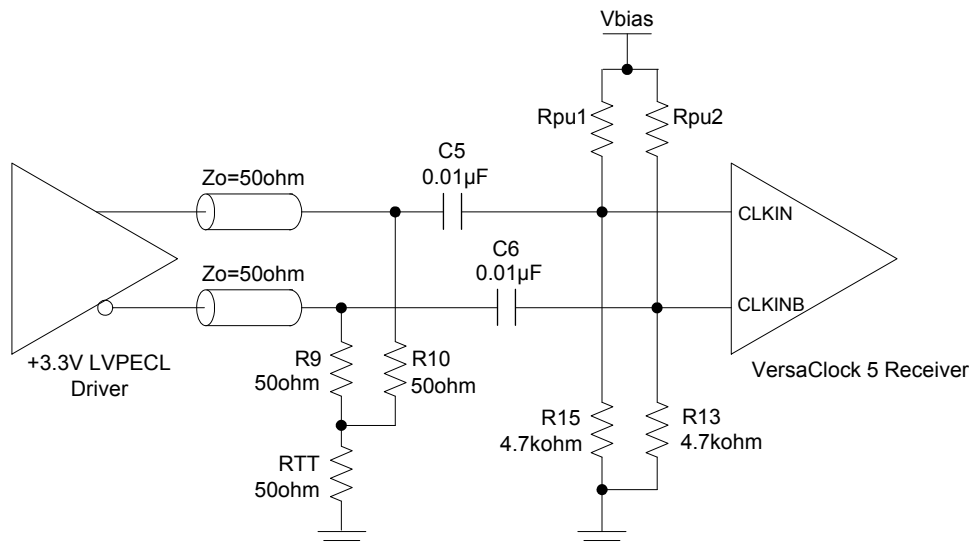 Vbias
Rpu1
Rpu2
C5
0.01µF
Zo=50ohm
CLKIN
C6
0.01µF
Zo=50ohm
CLKINB
+3.3V LVPECL
Driver
R9
50ohm
R10
50ohm
VersaClock 5 Receiver
R15
4.7kohm
R13
4.7kohm
RTT
50ohm